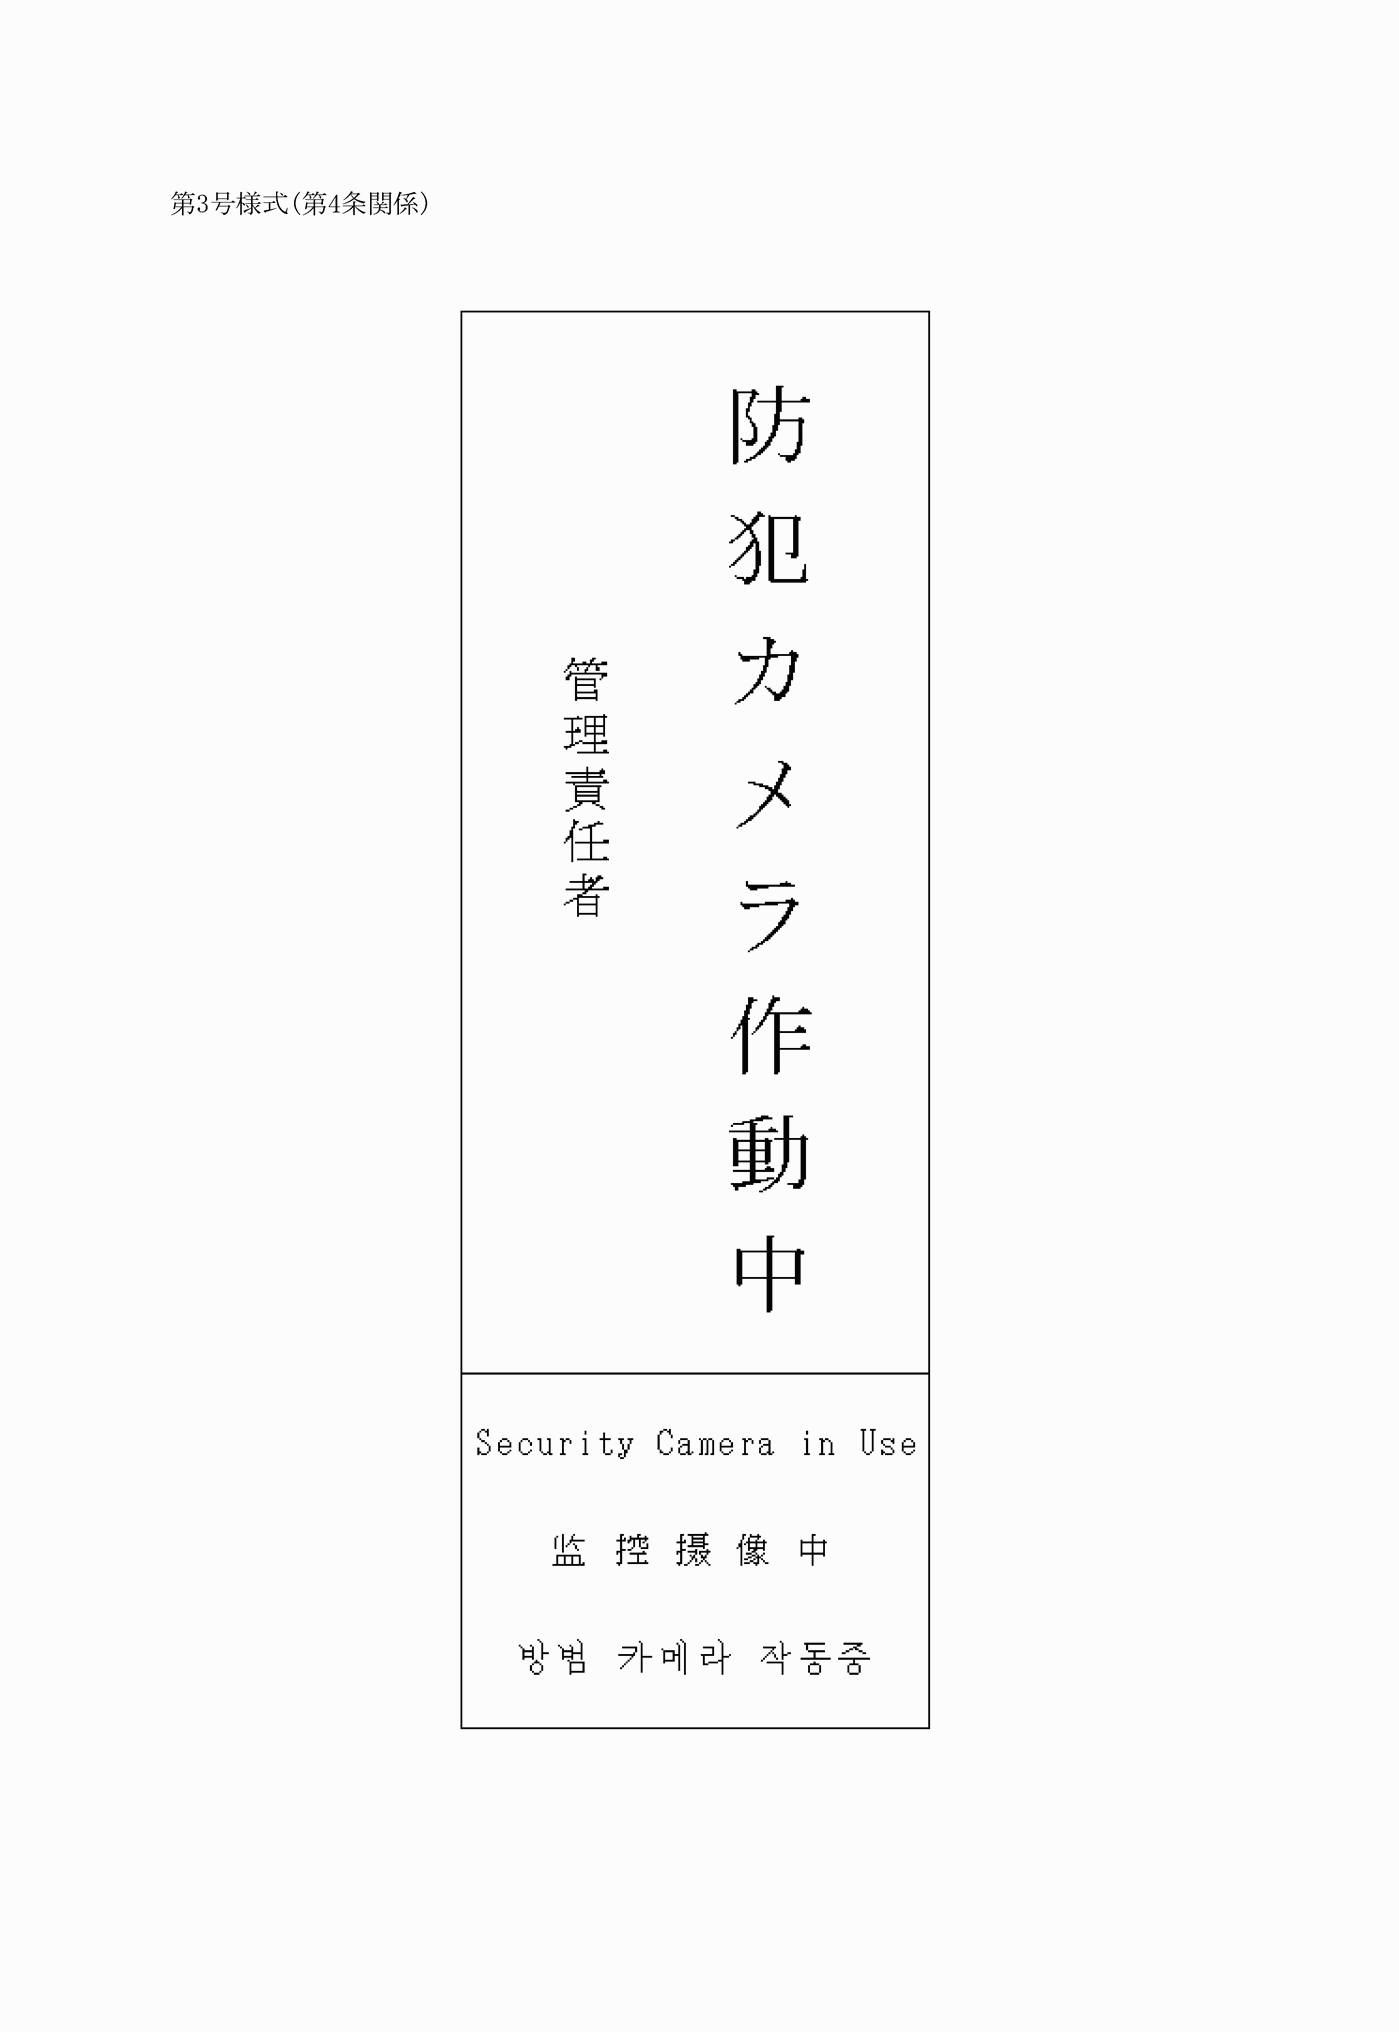 第3号様式(第4条関係)
防犯カメラ作動中
管理責任者
Security Camera in Use
监控摄像中
방범 카메라 작동중